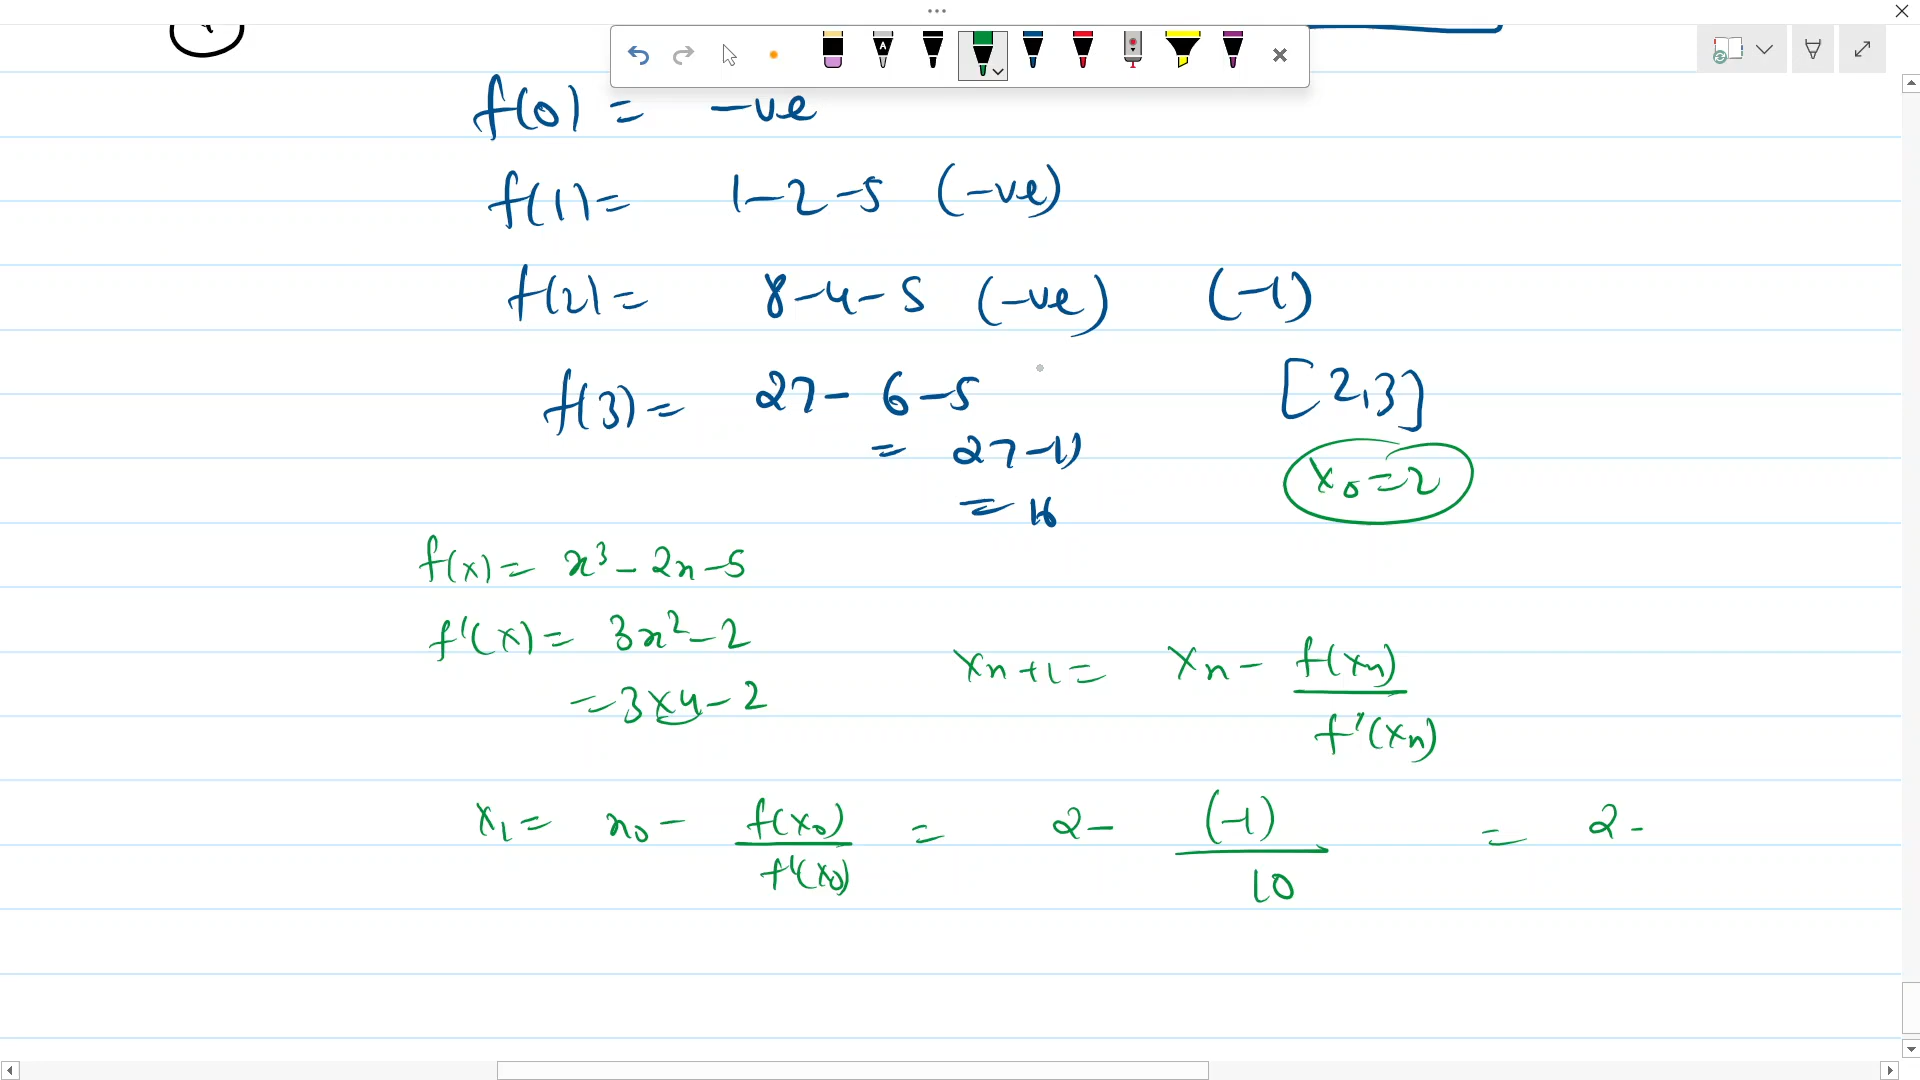 f(0) = -ve
f(1) = 1-2-5 (-ve)
f(2) = 8-4-5 (-ve) (-1)
f(3) = 27- 6-5 [2,3]
= 27-11
x₀=2
= 16
f(x) = x³- 2x-5
f'(x) = 3x²-2
xn+1 = xn - f(xn)/f'(xn)
= 3x4-2
x₁ = x₀ - f(x₀)/f'(x₀) = 2- (-1)/10 = 2-